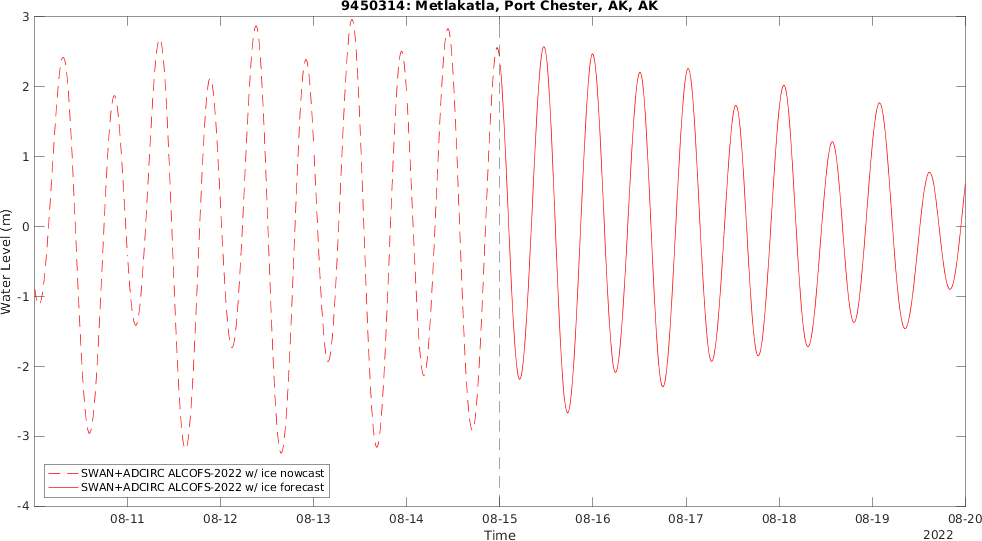 9450314: Metlakatla, Port Chester, AK, AK
3
2
1
0
-1
-2
-3
-4
Water Level (m)
SWAN+ADCIRC ALCOFS-2022 w/ ice nowcast
SWAN+ADCIRC ALCOFS-2022 w/ ice forecast
08-11 08-12 08-13 08-14 08-15 08-16 08-17 08-18 08-19 08-20
Time
2022